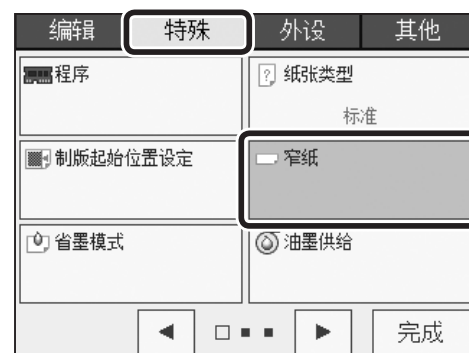 编辑 特殊 外设 其他
程序 纸张类型
标准
制版起始位置设定 窄纸
省墨模式 油墨供给
完成